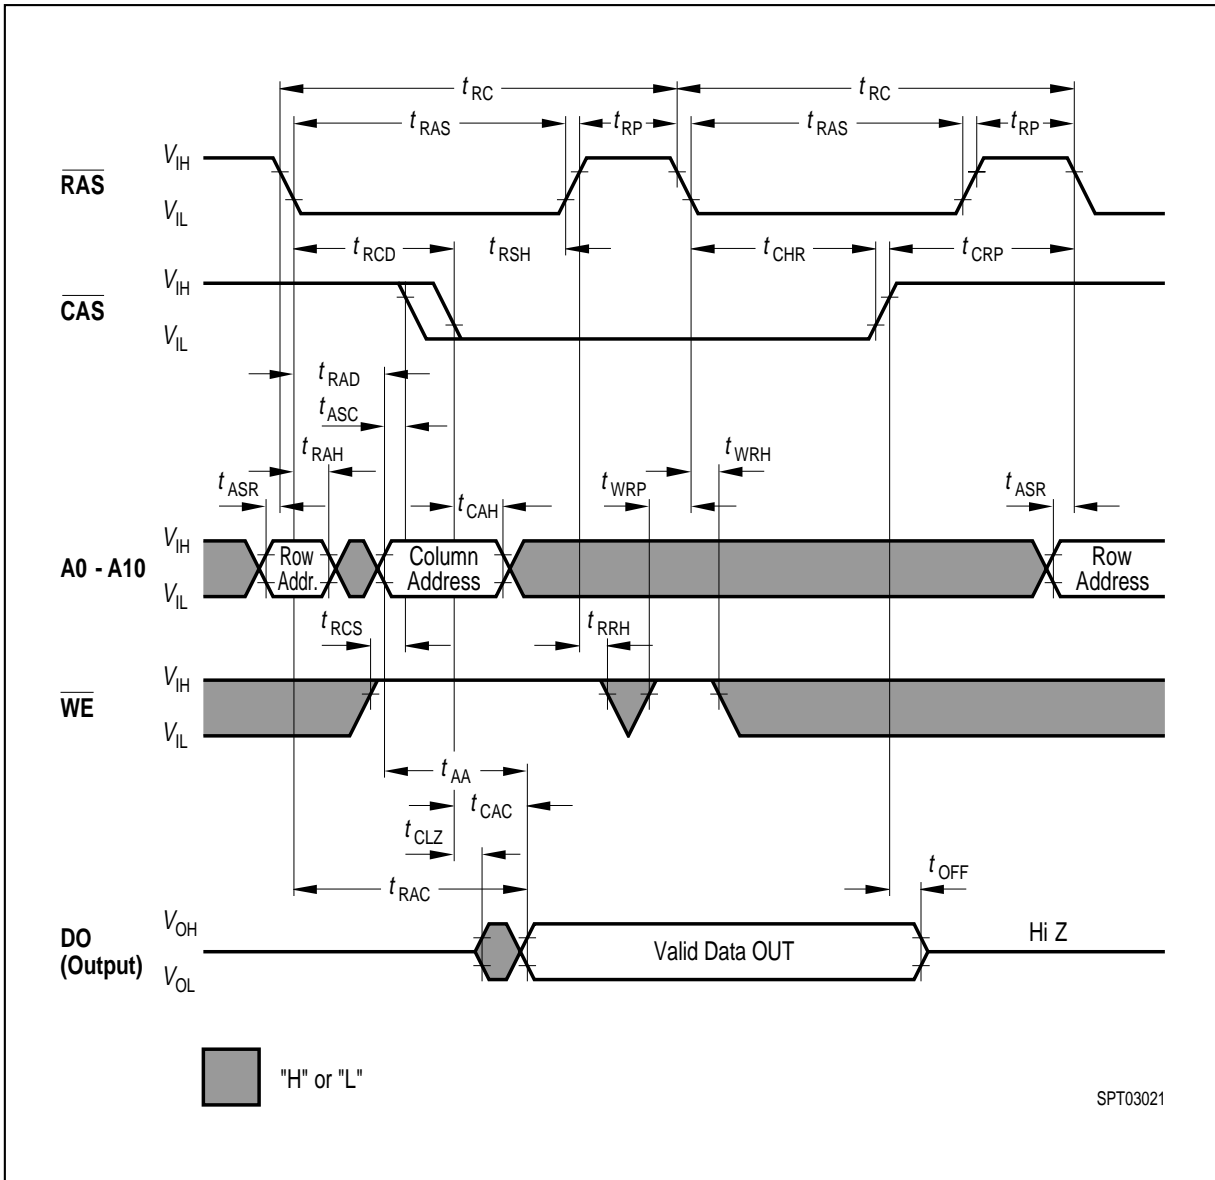 tRC tRC
tRAS tRP tRAS tRP
RAS VIH
VIL
tRCD tRSH tCHR tCRP
CAS VIH
VIL
tRAD
tASC
tRAH tWRH
tASR tWRP tASR
tCAH
A0 - A10 VIH
VIL
Row Addr.
Column Address
Row Address
tRCS tRRH
WE VIH
VIL
tAA
tCAC
tCLZ
tOFF
tRAC
DO (Output) VOH
VOL
Valid Data OUT
Hi Z
"H" or "L"
SPT03021